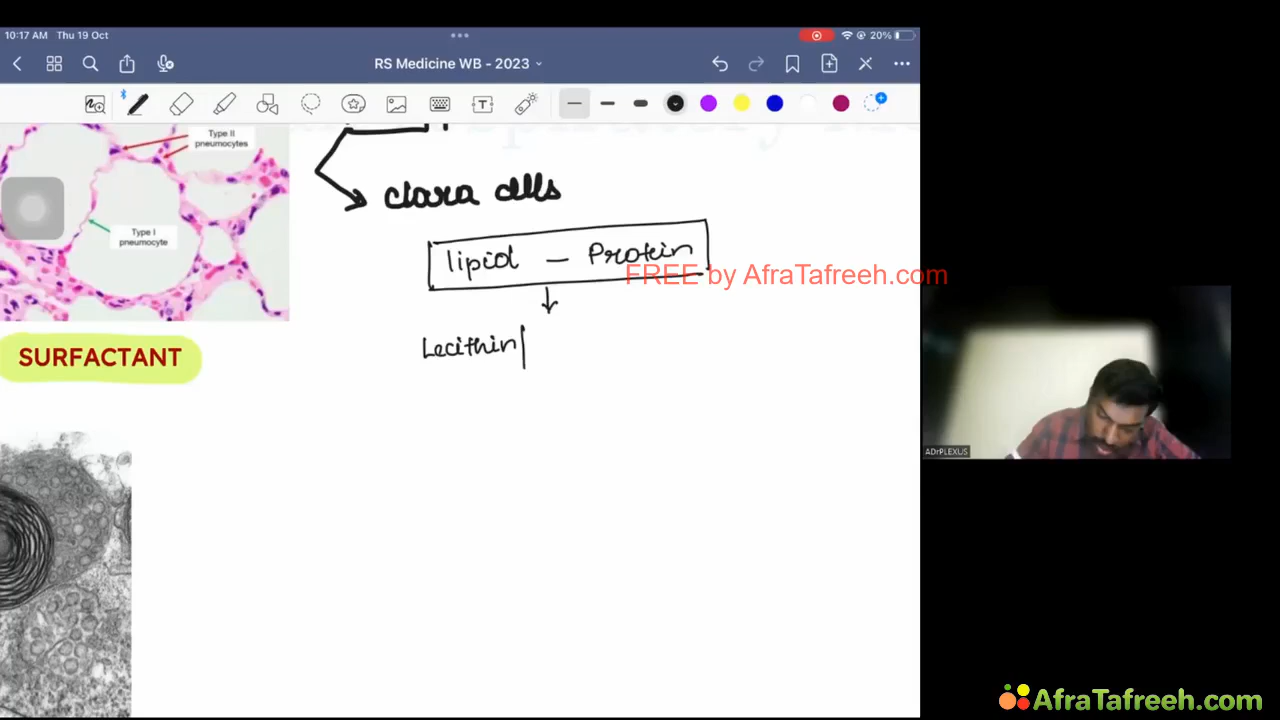 10:17 AM Thu 19 Oct
20%
RS Medicine WB - 2023
Type II
pneumocytes
Clara cells
Type I
pneumocyte
lipid — Protein
FREE by AfraTafreeh.com
SURFACTANT
Lecithin
ADrPLEXUS
AfraTafreeh.com